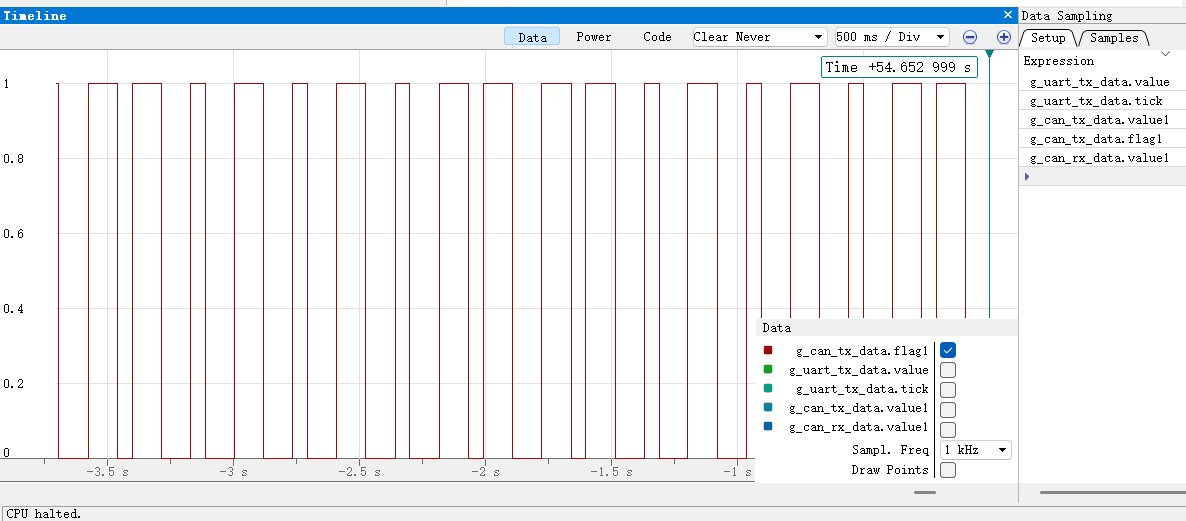 Timeline
Data Power Code Clear Never 500 ms / Div
Time +54.652 999 s
1
0.8
0.6
0.4
0.2
0
-3.5 s -3 s -2.5 s -2 s -1.5 s -1 s
Data
g_can_tx_data.flag1
g_uart_tx_data.value
g_uart_tx_data.tick
g_can_tx_data.value1
g_can_rx_data.value1
Sampl. Freq 1 kHz
Draw Points
Data Sampling
Setup Samples
Expression
g_uart_tx_data.value
g_uart_tx_data.tick
g_can_tx_data.value1
g_can_tx_data.flag1
g_can_rx_data.value1
CPU halted.